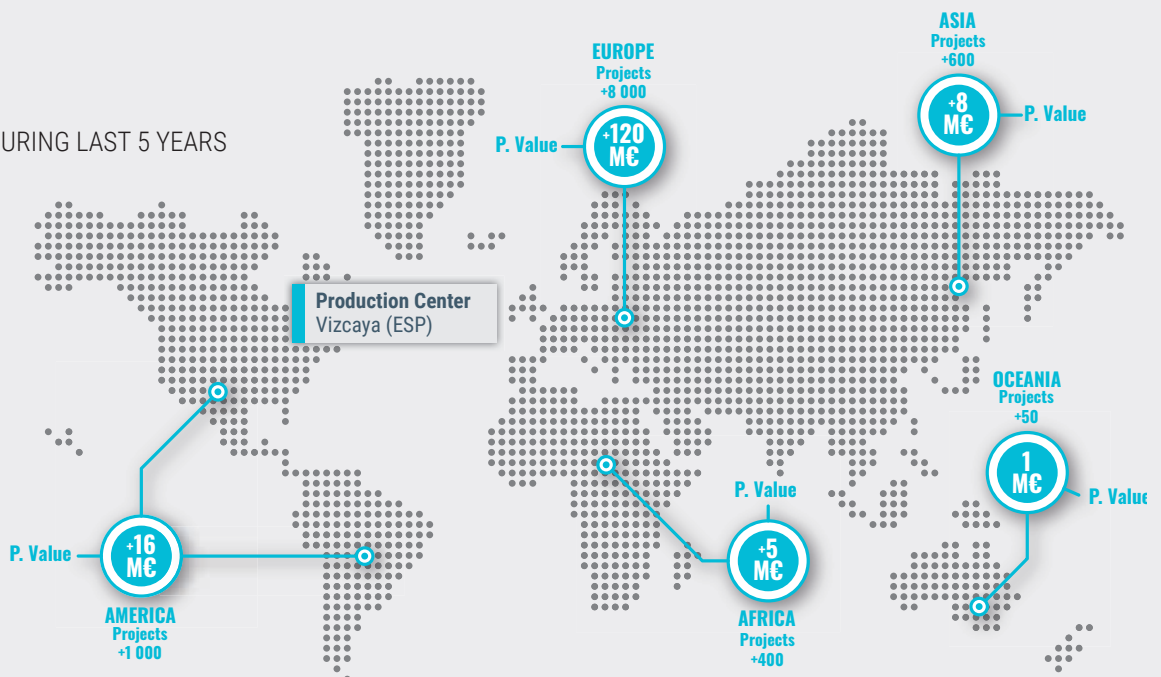 URING LAST 5 YEARS
EUROPE
Projects
+8 000
+120
M€
P. Value
ASIA
Projects
+600
+8
M€
P. Value
Production Center
Vizcaya (ESP)
OCEANIA
Projects
+50
1
M€
P. Value
P. Value
+16
M€
AMERICA
Projects
+1 000
P. Value
+5
M€
AFRICA
Projects
+400